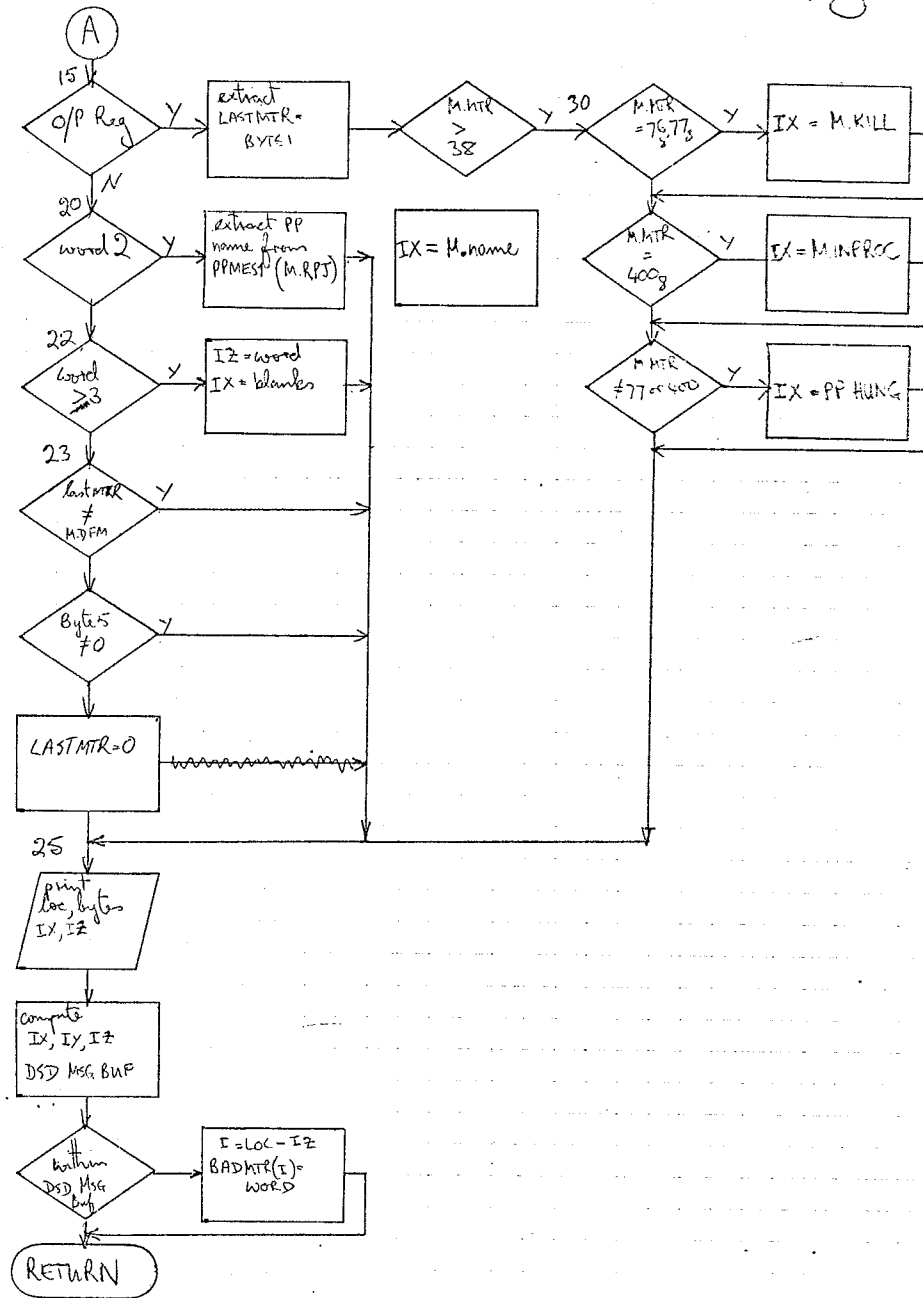 A
15
O/P Reg
Y
N
extract
LASTMTR=
BYTE1
M.MTR
>
38
Y
30
M.MTR
=76,77₈
Y
IX = M.KILL
20
word 2
Y
extract PP
name from
PPMES1 (M.RPJ)
IX = M.name
M.MTR
=
400₈
Y
IX = M.INPROC
22
word
≥3
Y
IZ = word
IX = blanks
M.MTR
≠77 or 400
Y
IX = PP HUNG
23
lastMTR
≠
M.DFM
Y
Byte5
≠0
Y
LASTMTR=0
25
print
loc, bytes
IX, IZ
compute
IX, IY, IZ
DSD MSG BUF
within
DSD MSG
Buf
I = LOC - IZ
BADMTR(I)=
WORD
RETURN